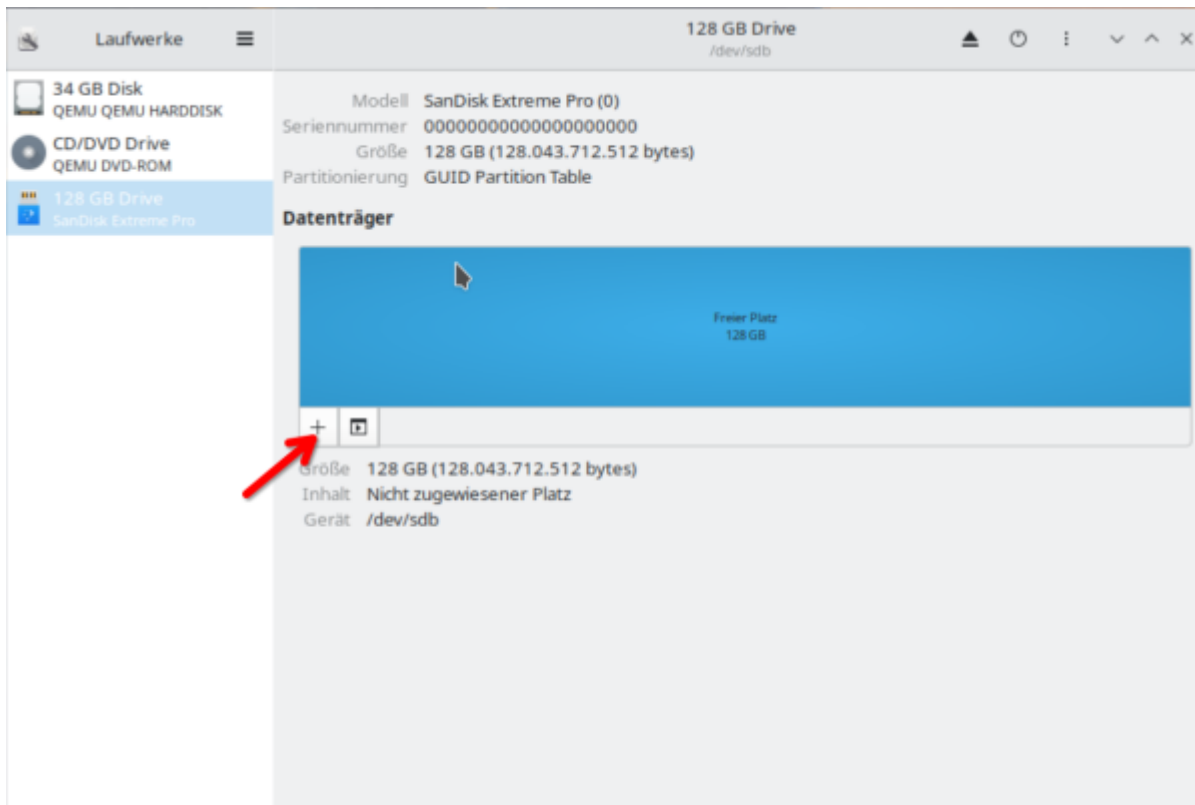 Laufwerke
128 GB Drive
/dev/sdb
34 GB Disk
QEMU QEMU HARDDISK
CD/DVD Drive
QEMU DVD-ROM
128 GB Drive
SanDisk Extreme Pro
Modell SanDisk Extreme Pro (0)
Seriennummer 00000000000000000000
Größe 128 GB (128.043.712.512 bytes)
Partitionierung GUID Partition Table
Datenträger
Freier Platz
128 GB
Größe 128 GB (128.043.712.512 bytes)
Inhalt Nicht zugewiesener Platz
Gerät /dev/sdb